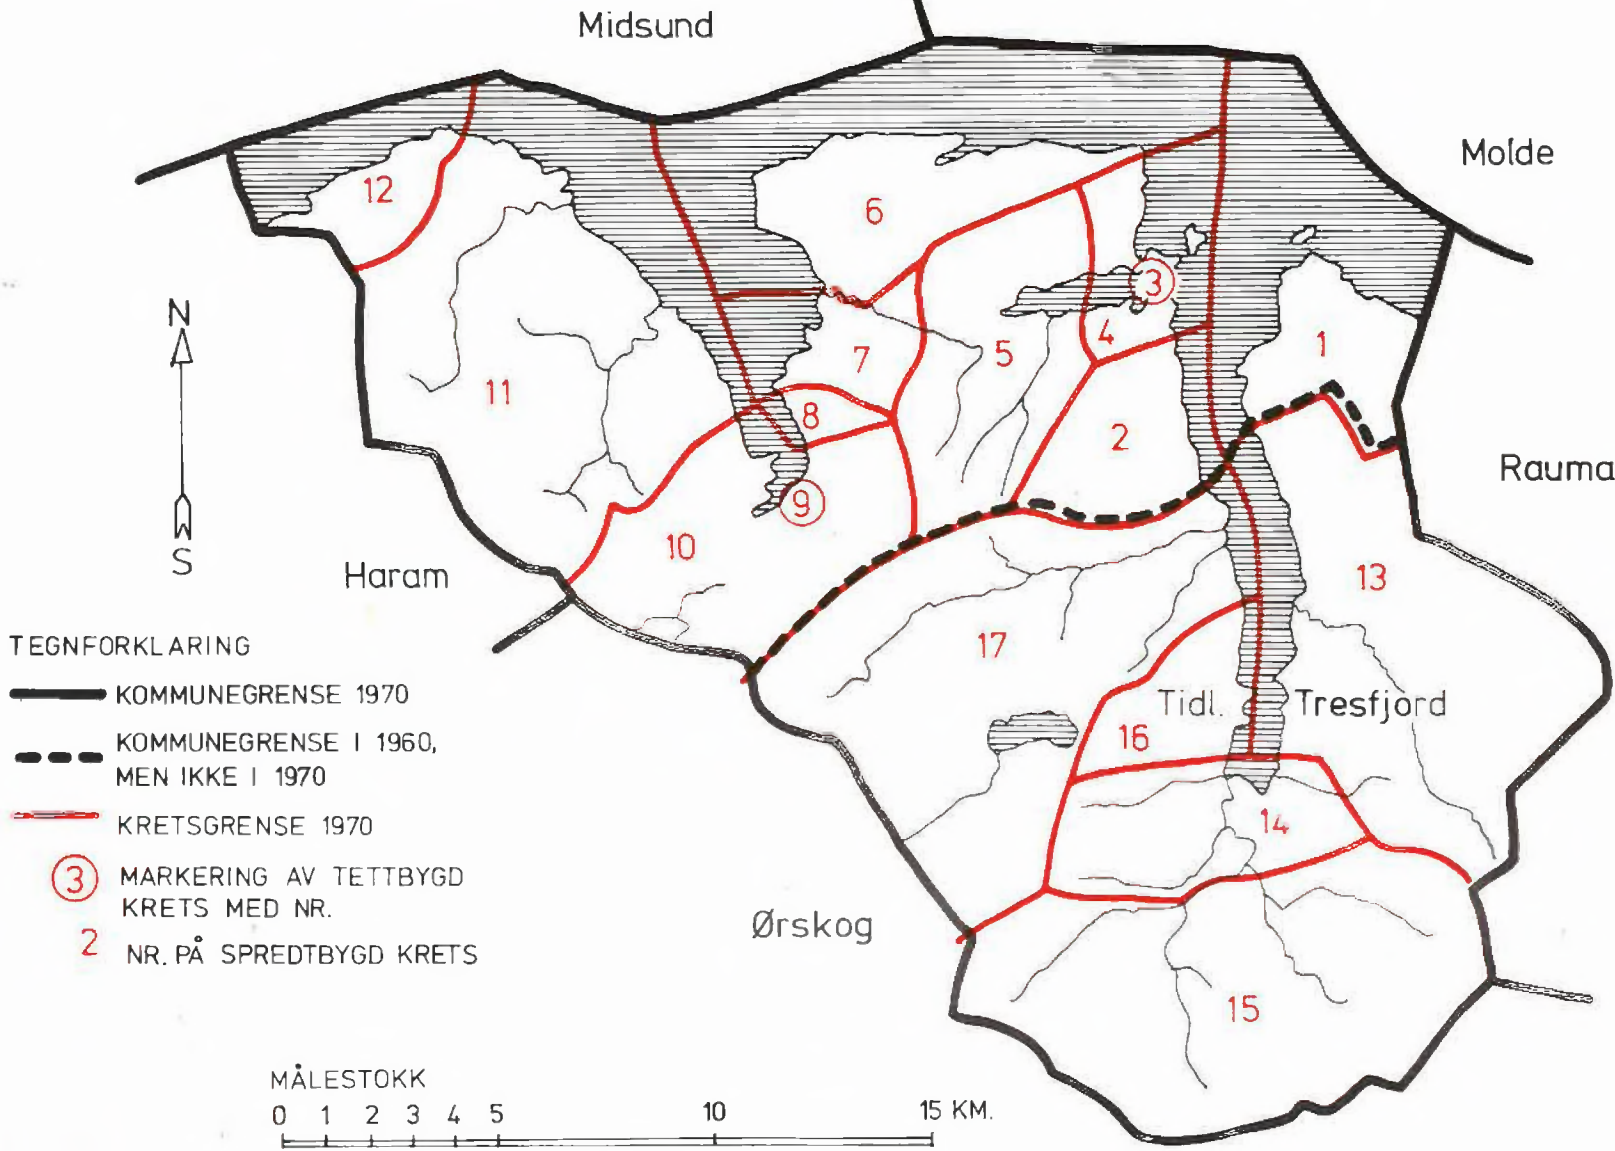 Midsund
Molde
12
6
N
3
1
5
4
7
11
8
2
Rauma
9
10
S
Haram
13
TEGNFORKLARING
17
KOMMUNEGRENSE 1970
Tidl. Tresfjord
KOMMUNEGRENSE I 1960,
MEN IKKE I 1970
16
KRETSGRENSE 1970
14
3 MARKERING AV TETTBYGD
KRETS MED NR.
Ørskog
2 NR. PÅ SPREDTBYGD KRETS
15
MÅLESTOKK
0 1 2 3 4 5 10 15 KM.